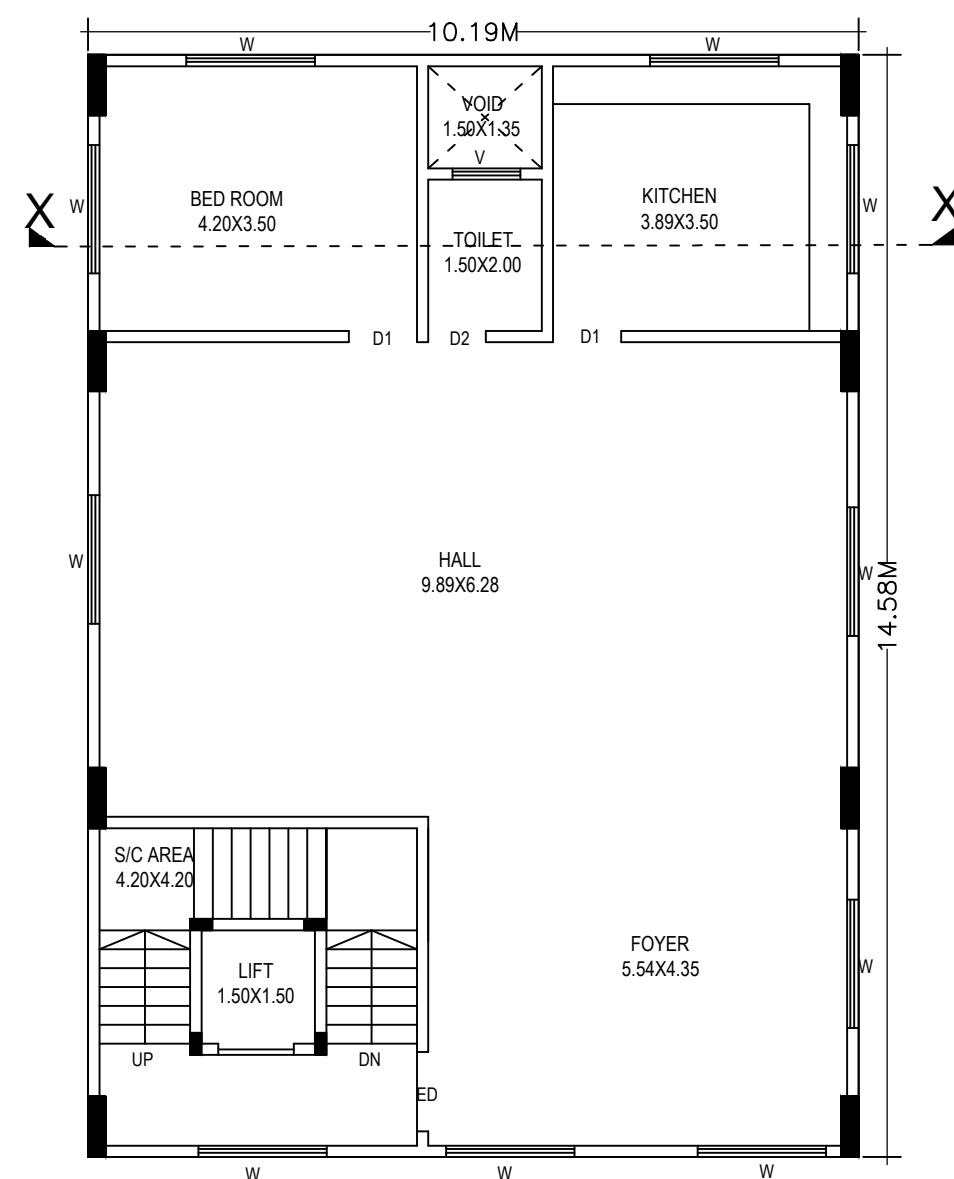 10.19M
W
W
VOID
1.50X1.35
V
BED ROOM
4.20X3.50
KITCHEN
3.89X3.50
X
W
W
X
TOILET
1.50X2.00
D1
D2
D1
HALL
9.89X6.28
W
W
14.58M
S/C AREA
4.20X4.20
FOYER
5.54X4.35
W
LIFT
1.50X1.50
UP
DN
ED
W
W
W